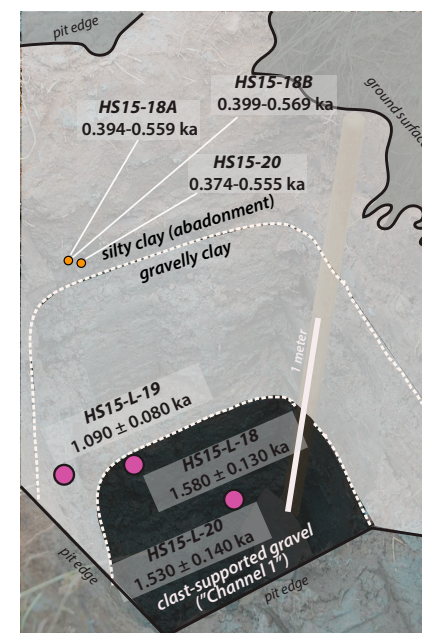 pit edge
HS15-18B
0.399-0.569 ka
HS15-18A
0.394-0.559 ka
ground surface
HS15-20
0.374-0.555 ka
silty clay (abadonment)
gravelly clay
1 meter
HS15-L-19
1.090 ± 0.080 ka
HS15-L-18
1.580 ± 0.130 ka
HS15-L-20
1.530 ± 0.140 ka
clast-supported gravel
("Channel 1")
pit edge
pit edge